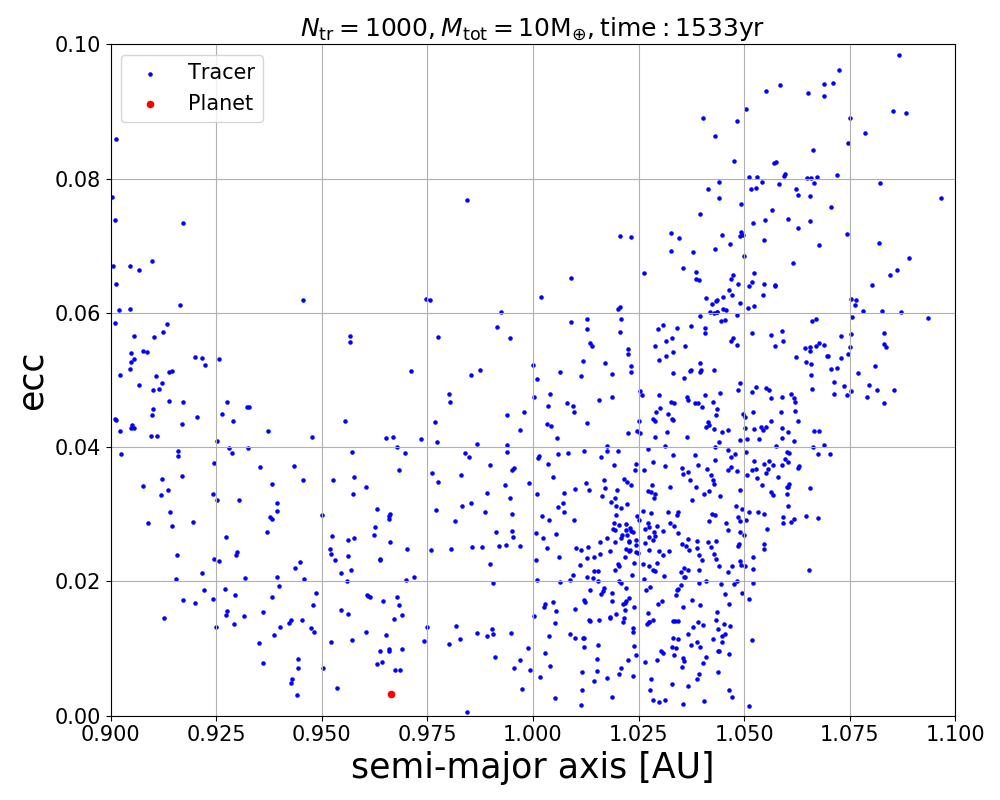 N_tr = 1000, M_tot = 10M_⊕, time : 1533yr
Tracer
Planet
ecc
0.10
0.08
0.06
0.04
0.02
0.00
0.900 0.925 0.950 0.975 1.000 1.025 1.050 1.075 1.100
semi-major axis [AU]